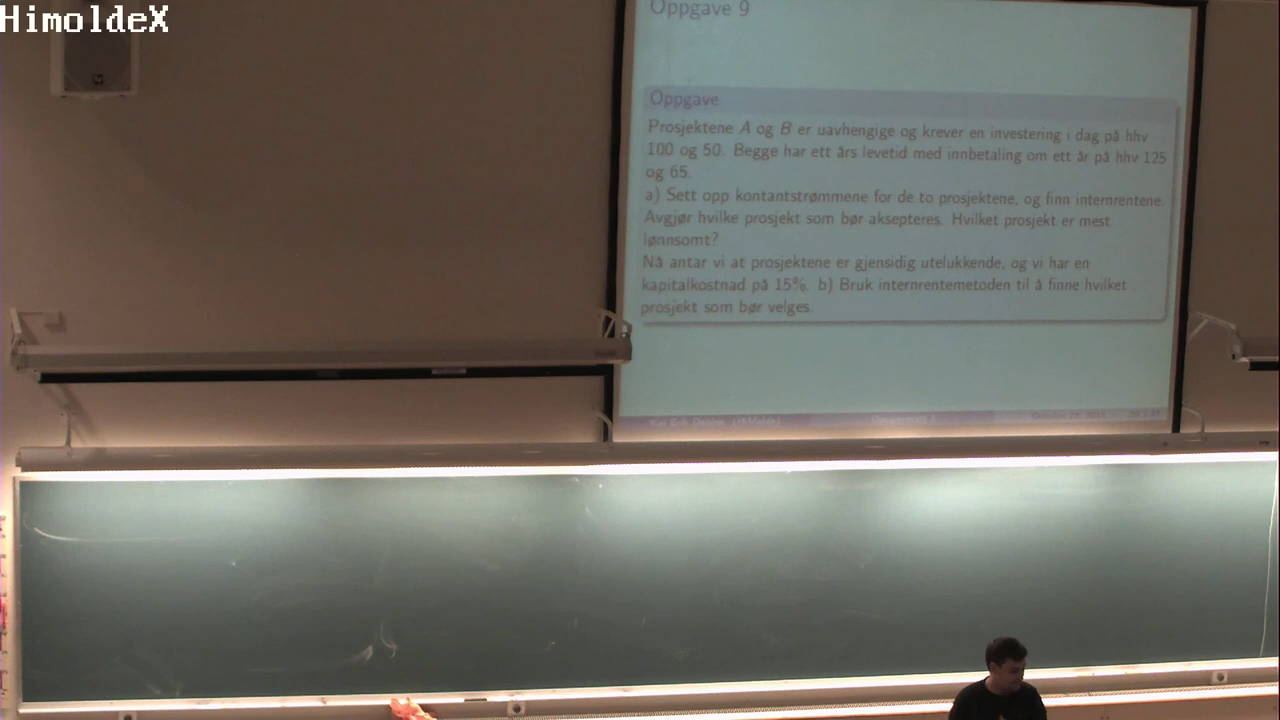 HimoldeX
Oppgave 9
Oppgave
Prosjektene A og B er uavhengige og krever en investering i dag på hhv
100 og 50. Begge har ett års levetid med innbetaling om ett år på hhv 125
og 65.
a) Sett opp kontantstrømmene for de to prosjektene, og finn internrentene.
Avgjør hvilke prosjekt som bør aksepteres. Hvilket prosjekt er mest
lønnsomt?
Nå antar vi at prosjektene er gjensidig utelukkende, og vi har en
kapitalkostnad på 15%. b) Bruk internrentemetoden til å finne hvilket
prosjekt som bør velges.